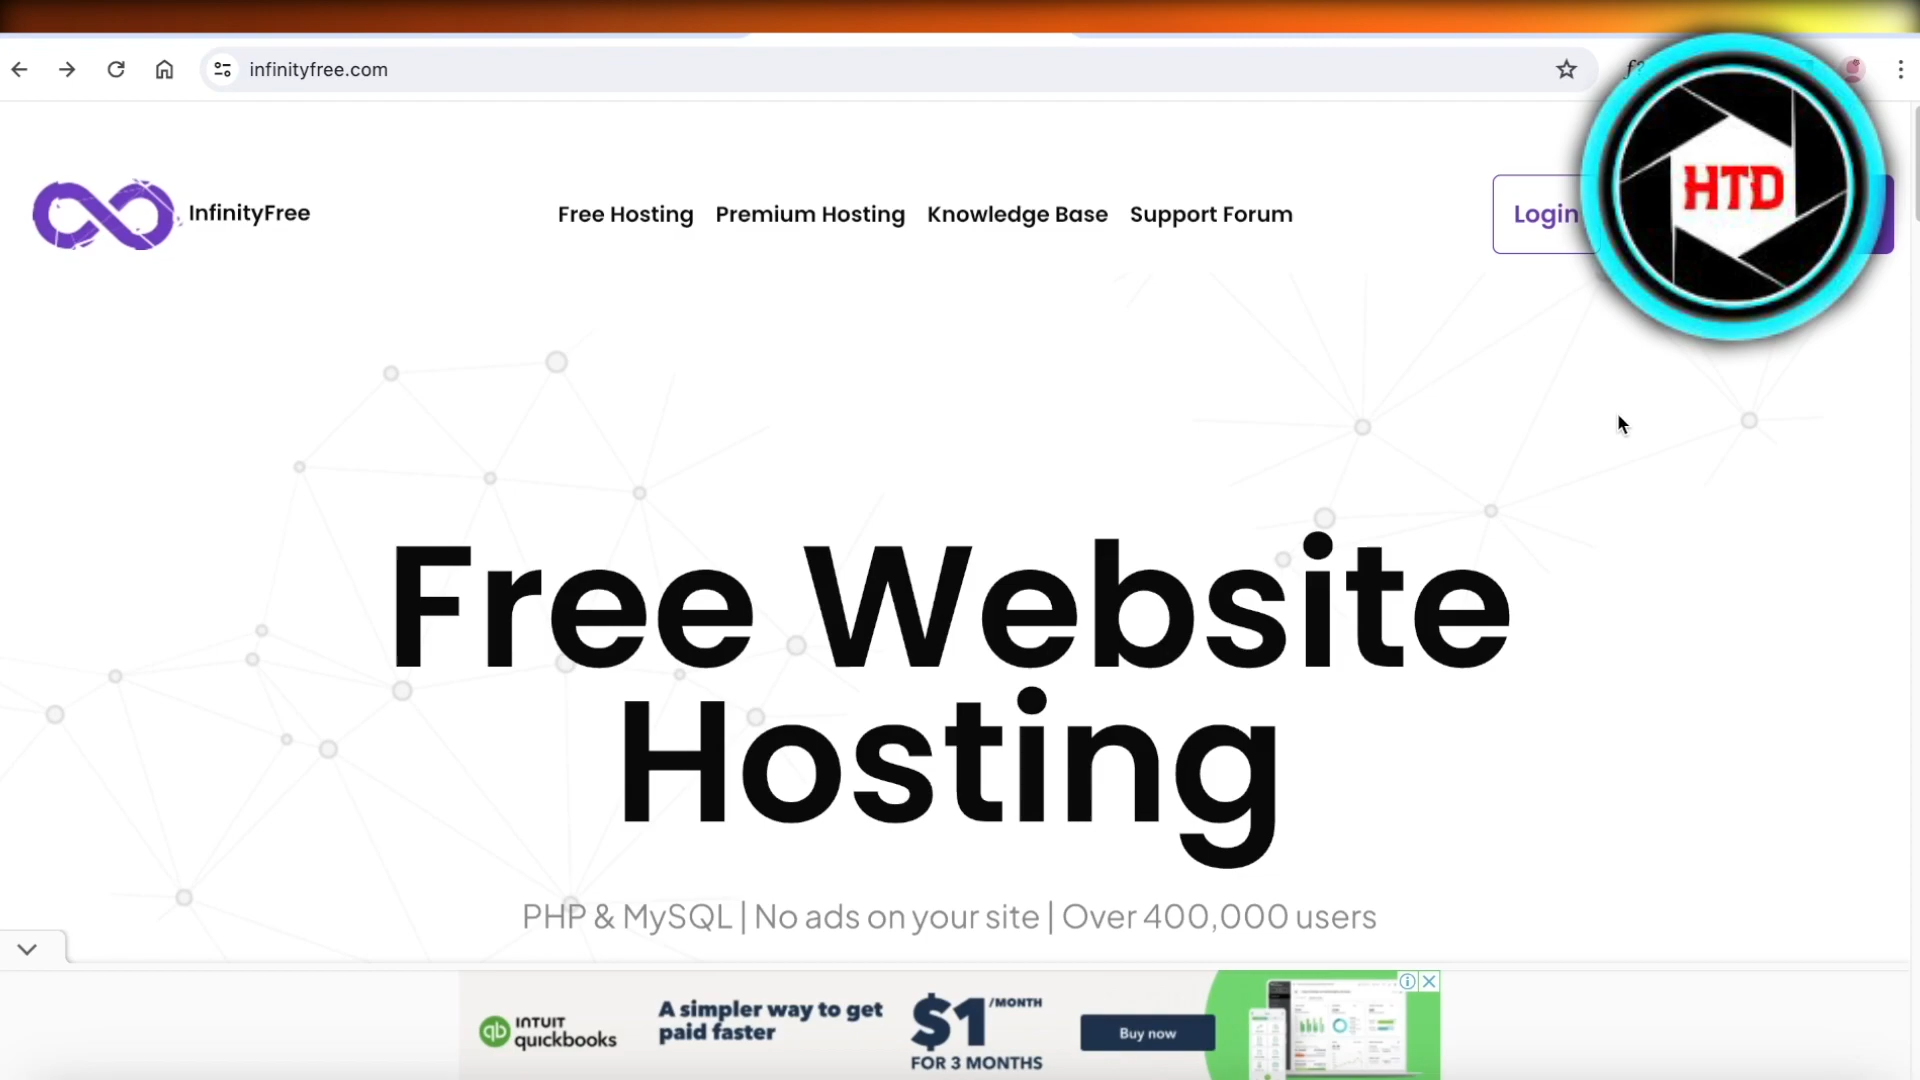 infinityfree.com
InfinityFree
Free Hosting Premium Hosting Knowledge Base Support Forum
Login
HTD
Free Website
Hosting
PHP & MySQL | No ads on your site | Over 400,000 users
qb INTUIT quickbooks
A simpler way to get
paid faster
$1 /MONTH
FOR 3 MONTHS
Buy now